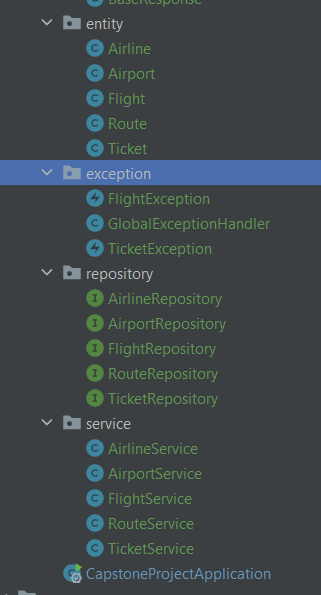 BaseResponse
entity
Airline
Airport
Flight
Route
Ticket
exception
FlightException
GlobalExceptionHandler
TicketException
repository
AirlineRepository
AirportRepository
FlightRepository
RouteRepository
TicketRepository
service
AirlineService
AirportService
FlightService
RouteService
TicketService
CapstoneProjectApplication